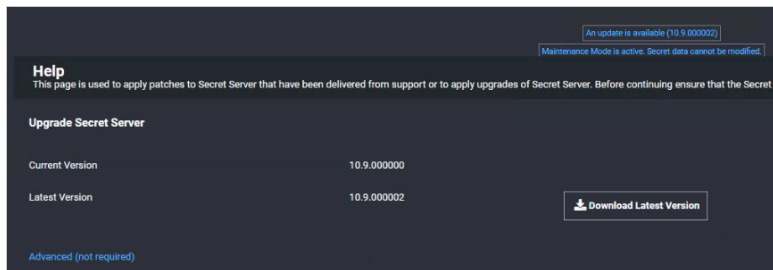 An update is available (10.9.000002)
Maintenance Mode is active. Secret data cannot be modified.
Help
This page is used to apply patches to Secret Server that have been delivered from support or to apply upgrades of Secret Server. Before continuing ensure that the Secret
Upgrade Secret Server
Current Version 10.9.000000
Latest Version 10.9.000002 Download Latest Version
Advanced (not required)